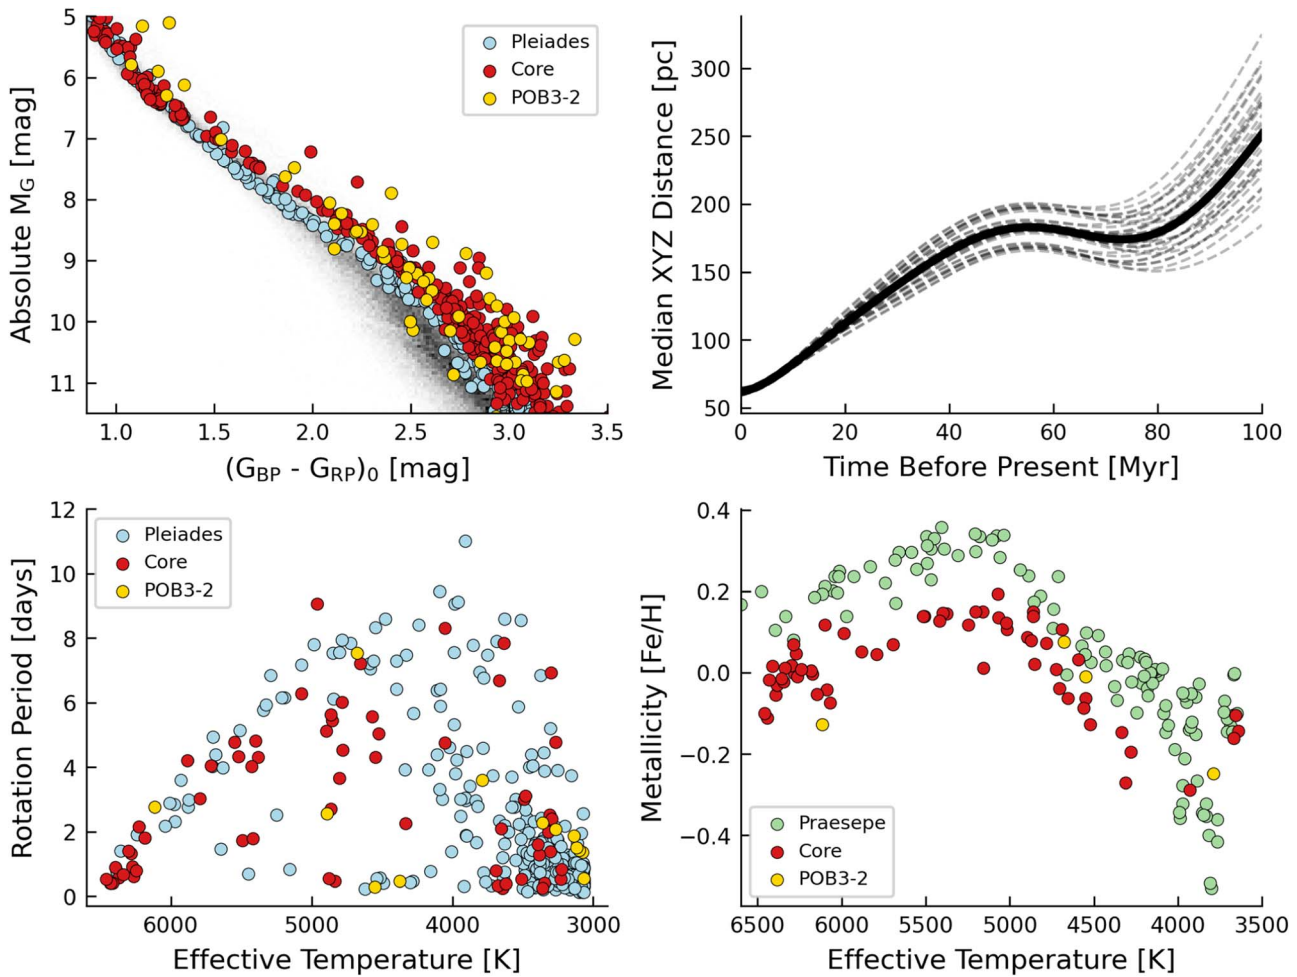 5
6
7
8
9
10
11
Absolute M_G [mag]
Pleiades
Core
POB3-2
1.0 1.5 2.0 2.5 3.0 3.5
(G_BP - G_RP)_0 [mag]
300
250
200
150
100
50
Median XYZ Distance [pc]
0 20 40 60 80 100
Time Before Present [Myr]
12
10
8
6
4
2
0
Rotation Period [days]
Pleiades
Core
POB3-2
6000 5000 4000 3000
Effective Temperature [K]
0.4
0.2
0.0
−0.2
−0.4
Metallicity [Fe/H]
Praesepe
Core
POB3-2
6500 6000 5500 5000 4500 4000 3500
Effective Temperature [K]